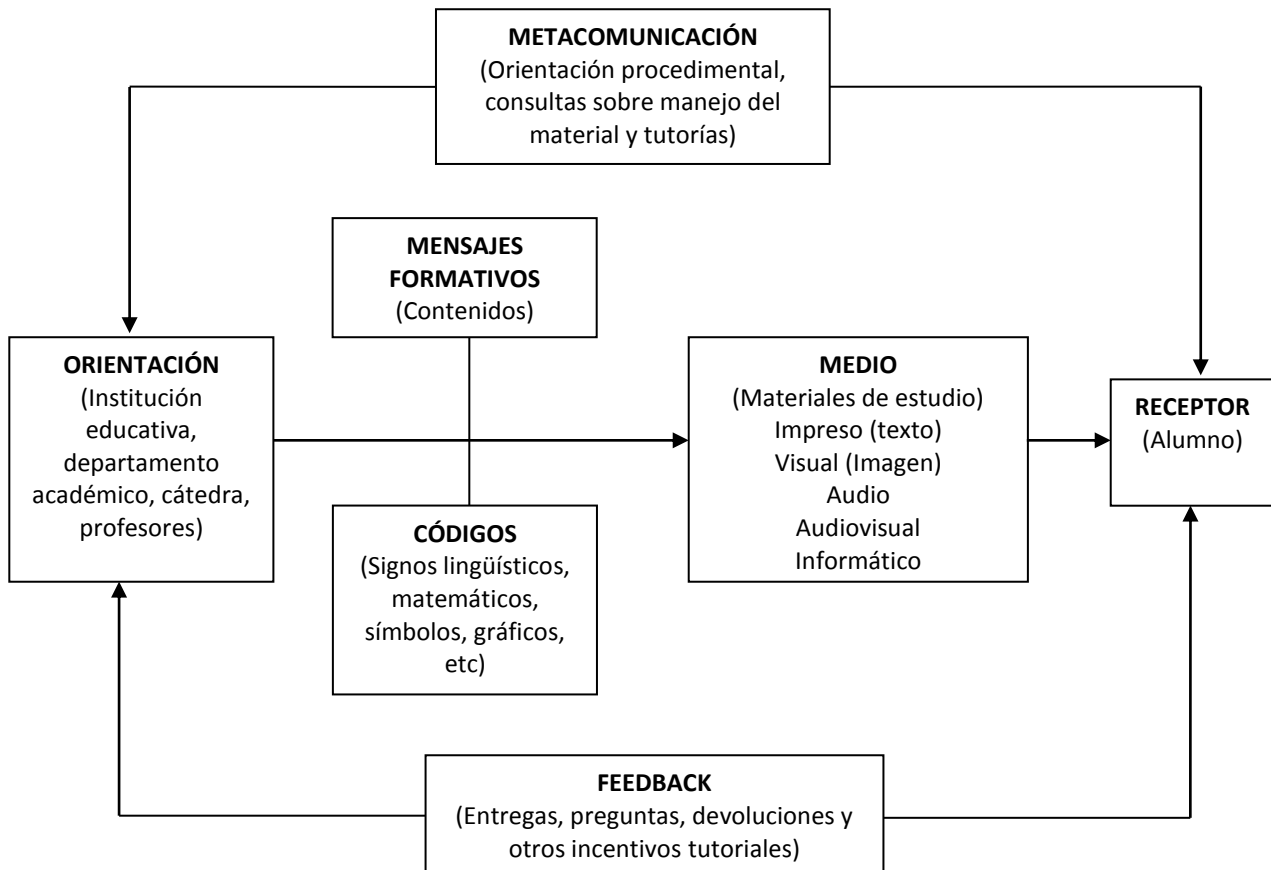 METACOMUNICACIÓN
(Orientación procedimental,
consultas sobre manejo del
material y tutorías)
MENSAJES
FORMATIVOS
(Contenidos)
ORIENTACIÓN
(Institución
educativa,
departamento
académico, cátedra,
profesores)
MEDIO
(Materiales de estudio)
Impreso (texto)
Visual (Imagen)
Audio
Audiovisual
Informático
RECEPTOR
(Alumno)
CÓDIGOS
(Signos lingüísticos,
matemáticos,
símbolos, gráficos,
etc)
FEEDBACK
(Entregas, preguntas, devoluciones y
otros incentivos tutoriales)